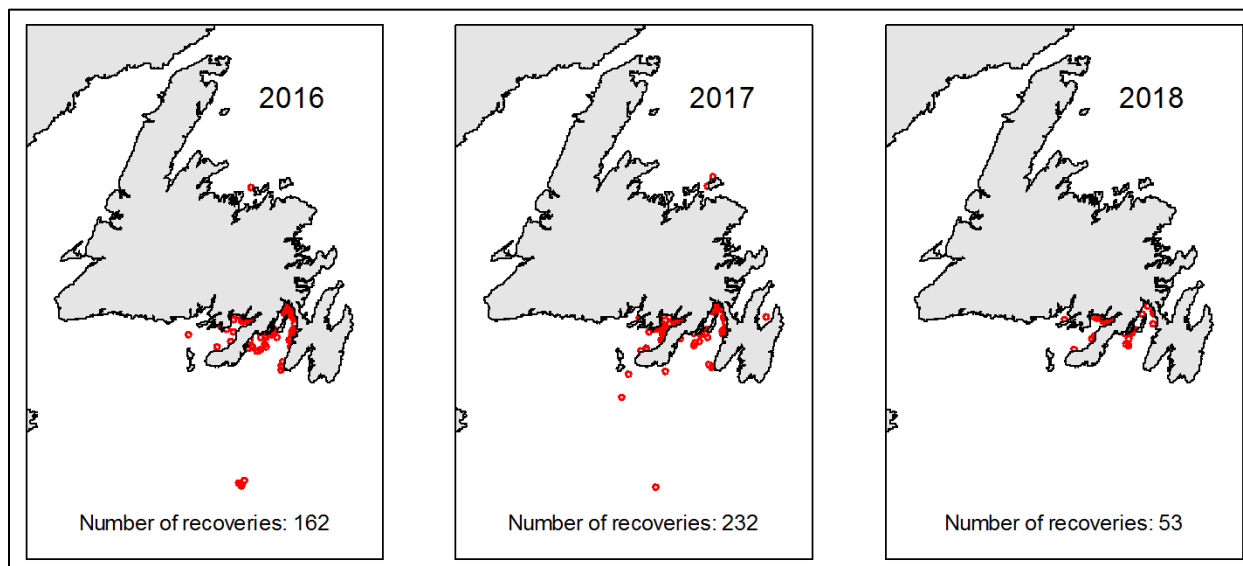 2016
2017
2018
Number of recoveries: 162
Number of recoveries: 232
Number of recoveries: 53